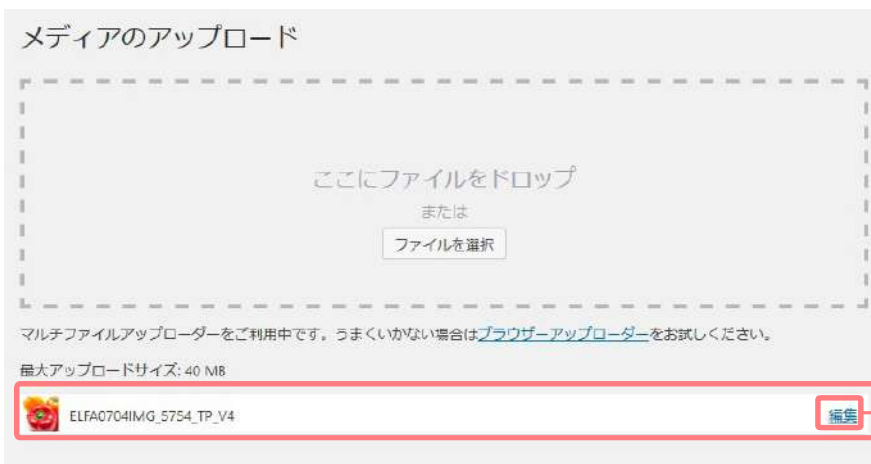 メディアのアップロード
ここにファイルをドロップ
または
ファイルを選択
マルチファイルアップローダーをご利用中です。うまくいかない場合はブラウザーアップローダーをお試しください。
最大アップロードサイズ: 40 MB
ELFA0704IMG_5754_TP_V4 編集